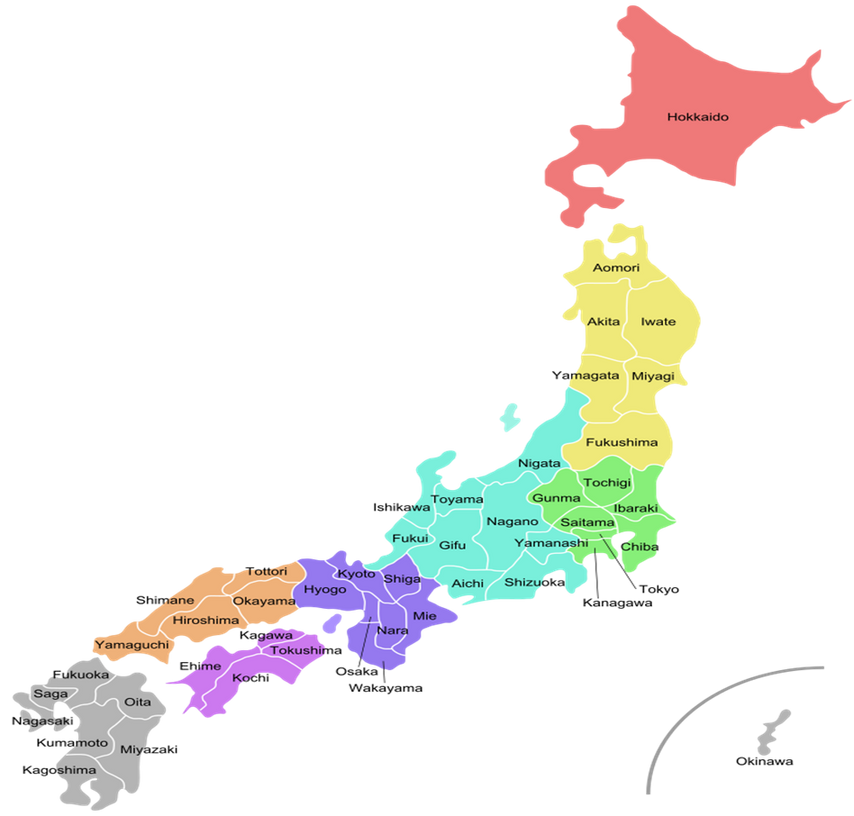 Hokkaido
Aomori
Akita
Iwate
Yamagata
Miyagi
Fukushima
Nigata
Tochigi
Gunma
Ibaraki
Toyama
Ishikawa
Nagano
Saitama
Fukui
Gifu
Yamanashi
Chiba
Aichi
Shizuoka
Tokyo
Kanagawa
Kyoto
Shiga
Hyogo
Mie
Nara
Osaka
Wakayama
Tottori
Shimane
Okayama
Hiroshima
Yamaguchi
Kagawa
Tokushima
Ehime
Kochi
Fukuoka
Saga
Oita
Nagasaki
Kumamoto
Miyazaki
Kagoshima
Okinawa